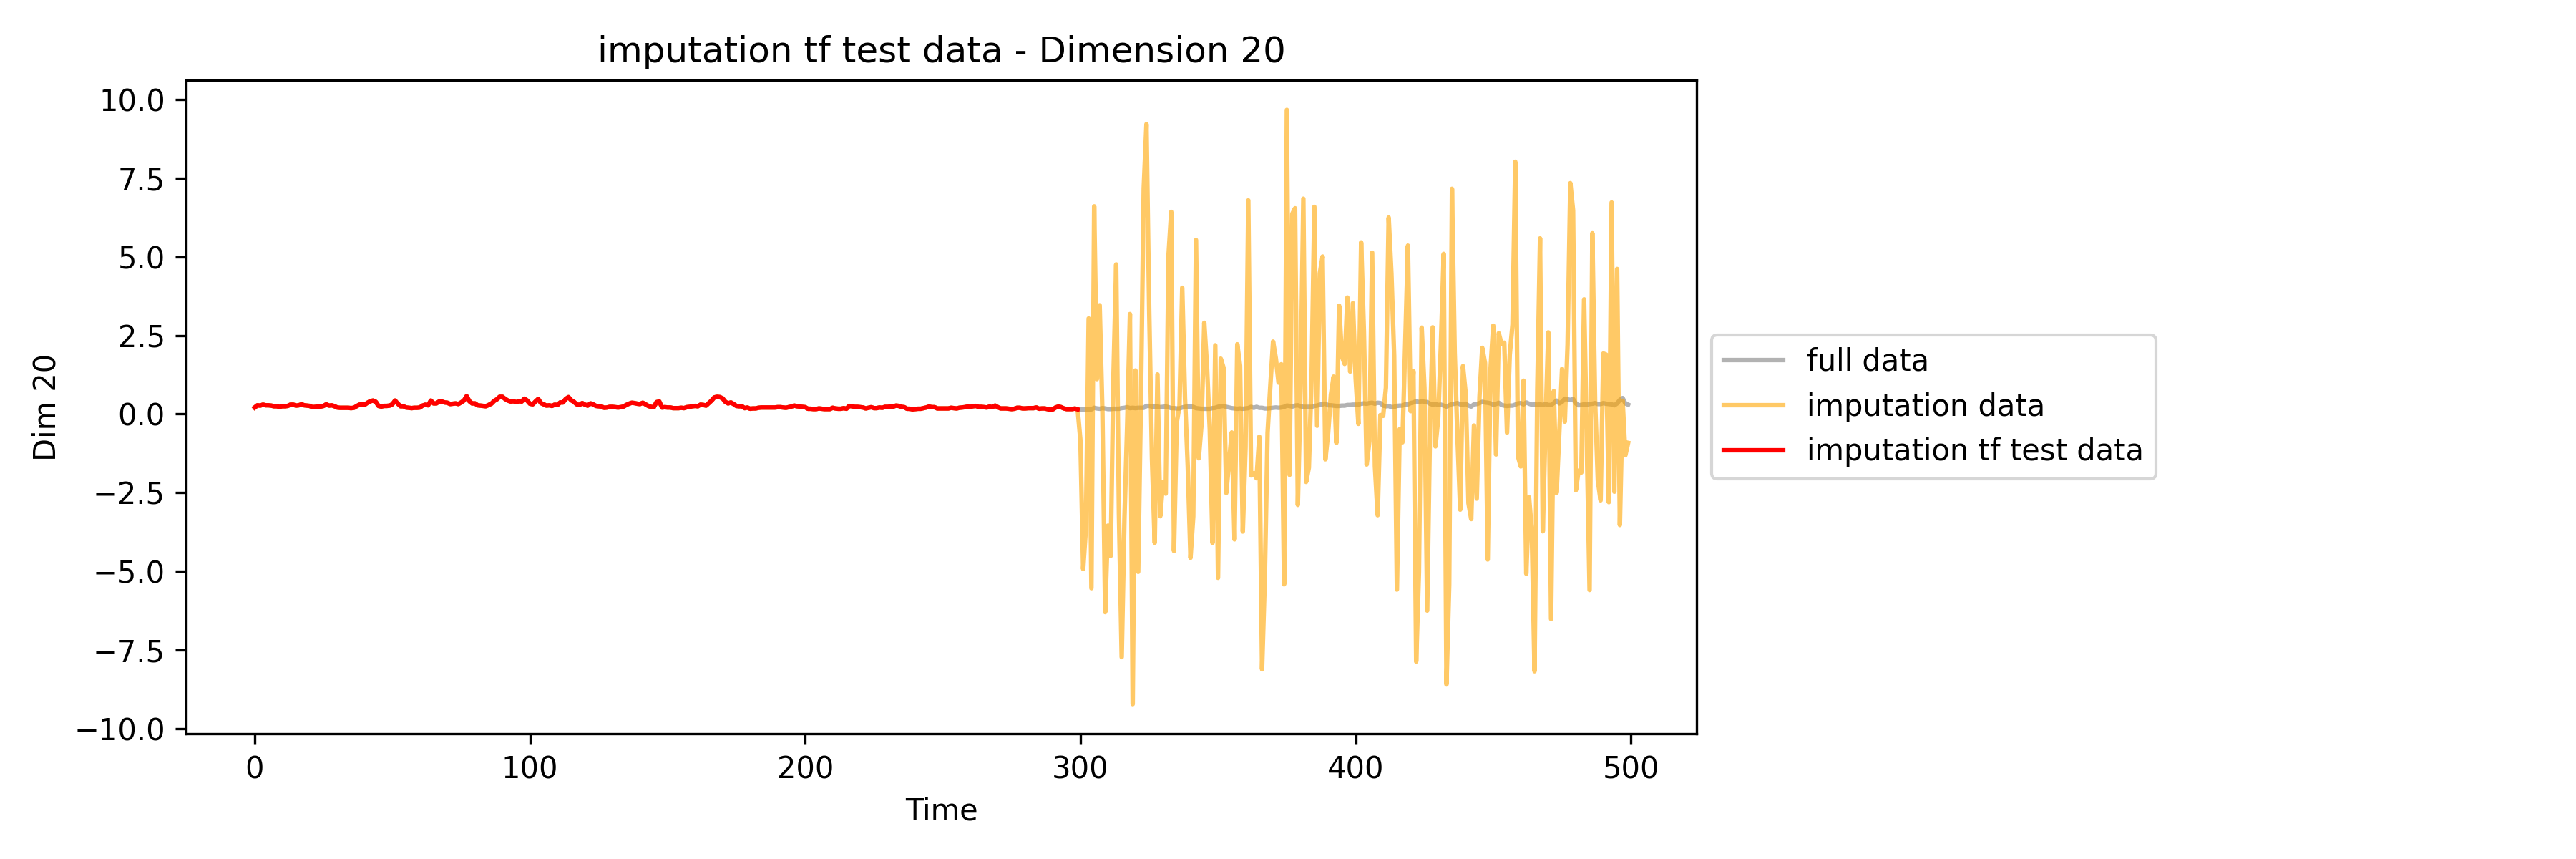 imputation tf test data - Dimension 20
10.0
7.5
5.0
2.5
0.0
−2.5
−5.0
−7.5
−10.0
Dim 20
0
100
200
300
400
500
Time
full data
imputation data
imputation tf test data